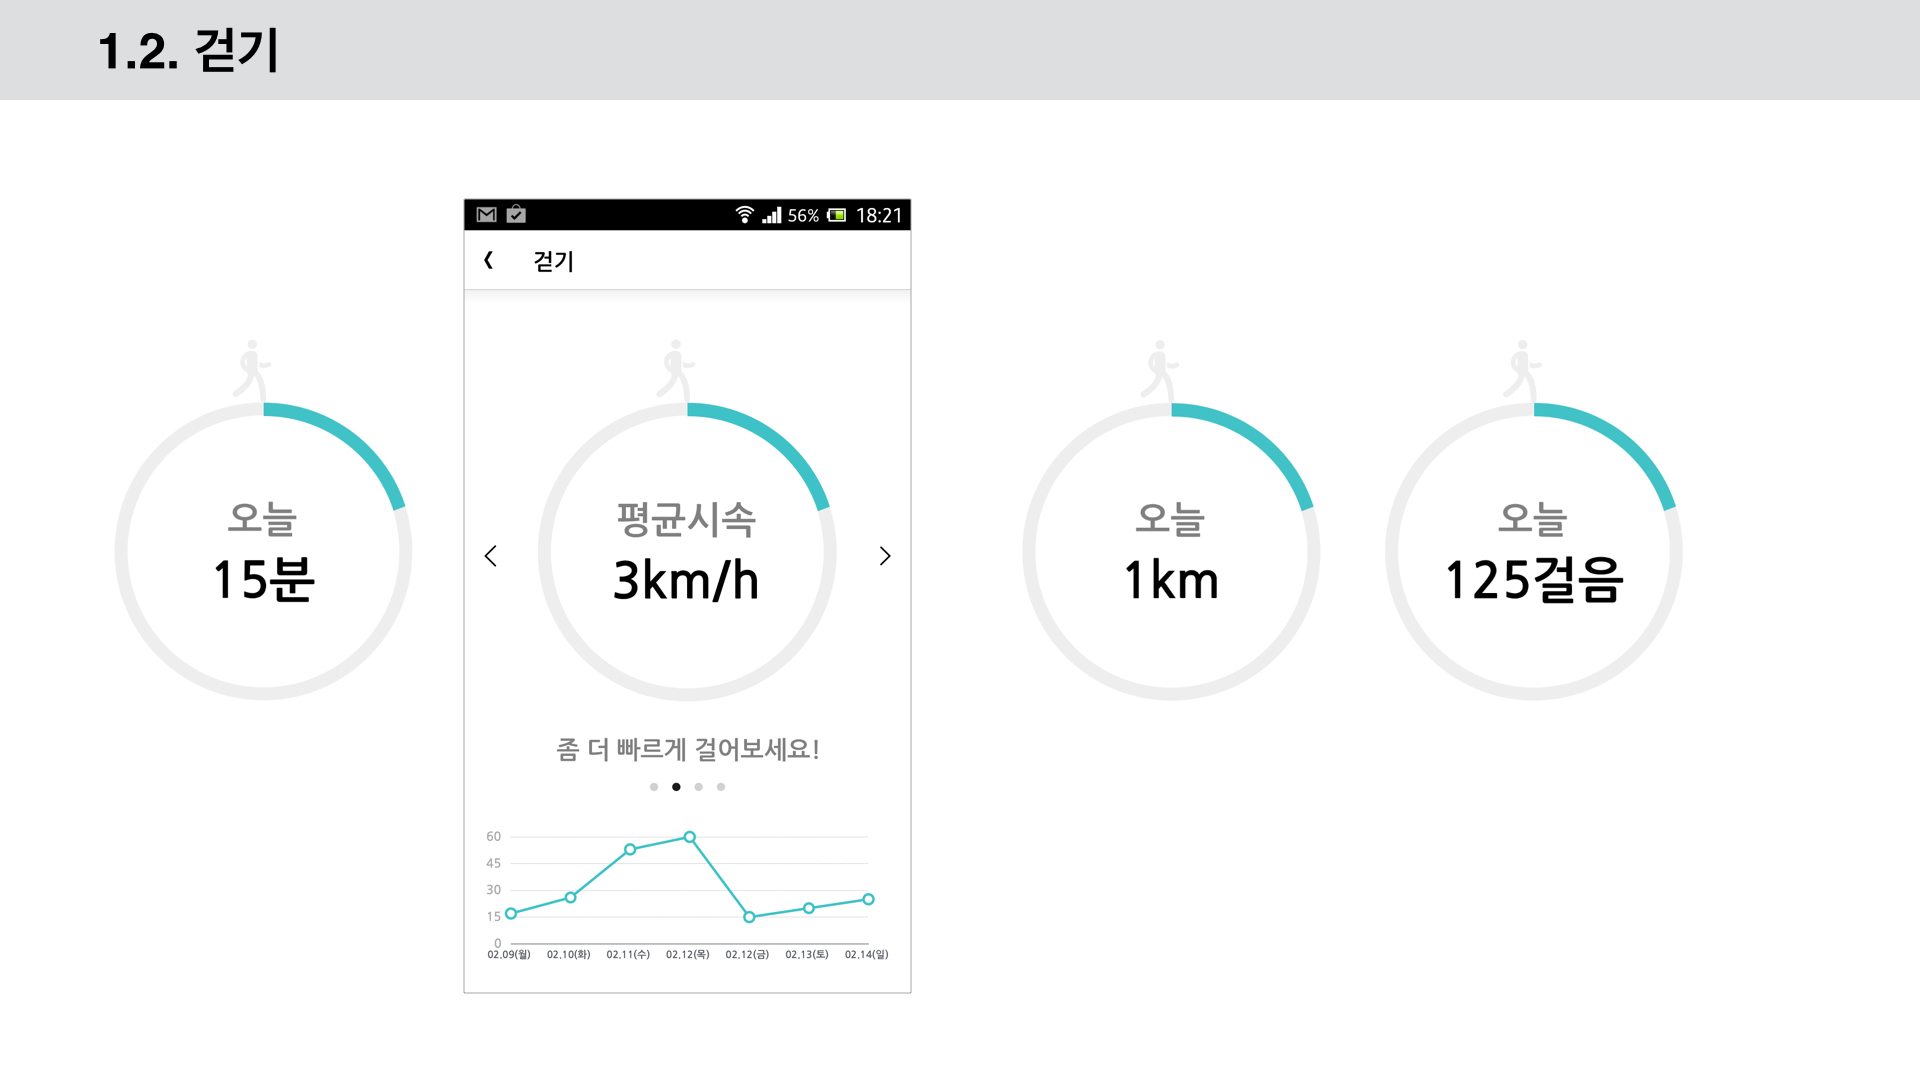 1.2. 걷기
56% 18:21
걷기
오늘
15분
평균시속
3km/h
오늘
1km
오늘
125걸음
좀 더 빠르게 걸어보세요!
60
45
30
15
0
02.09(월) 02.10(화) 02.11(수) 02.12(목) 02.12(금) 02.13(토) 02.14(일)